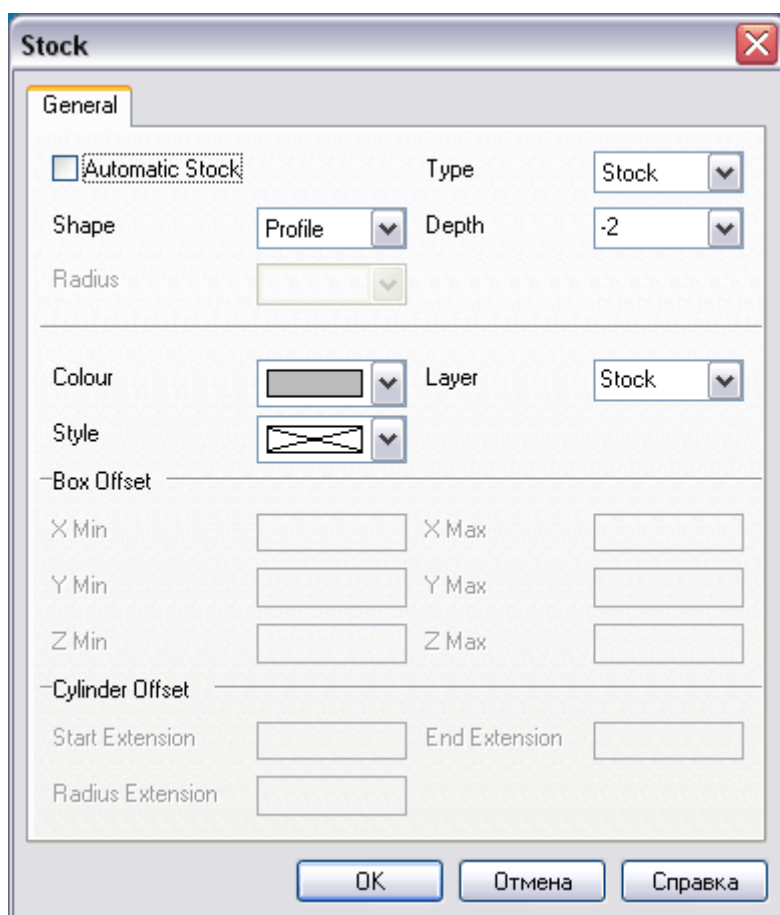 Stock
General
Automatic Stock Type Stock
Shape Profile Depth -2
Radius
Colour Layer Stock
Style
Box Offset
X Min X Max
Y Min Y Max
Z Min Z Max
Cylinder Offset
Start Extension End Extension
Radius Extension
OK Отмена Справка